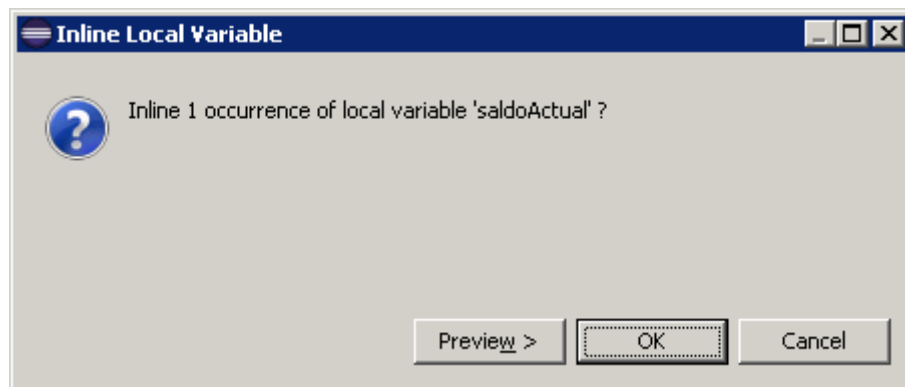 Inline Local Variable
Inline 1 occurrence of local variable 'saldoActual' ?
Preview > OK Cancel